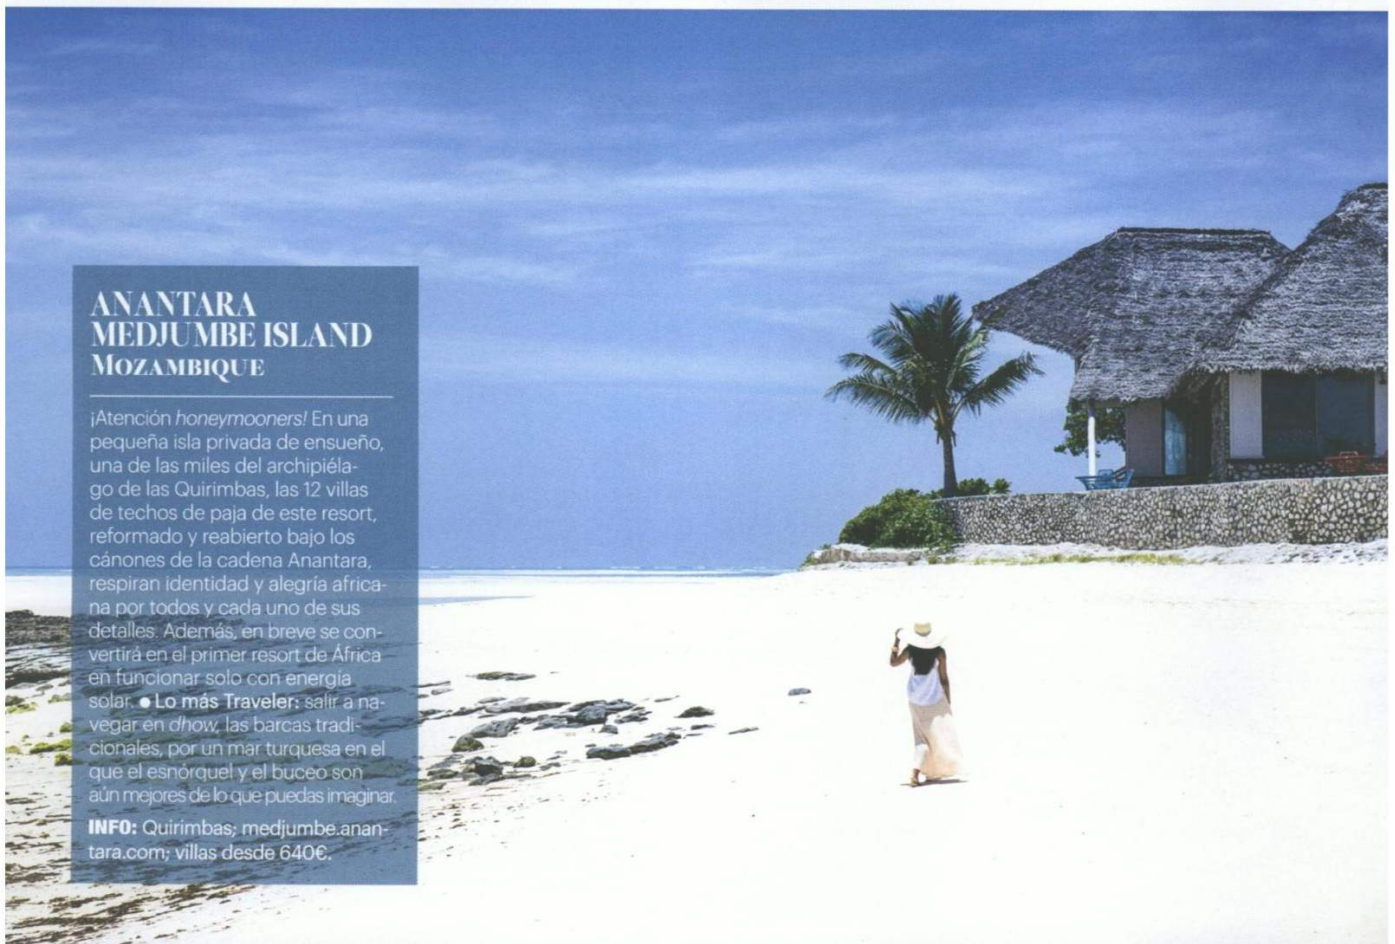 ANANTARA
MEDJUMBE ISLAND
MOZAMBIQUE
¡Atención honeymooners! En una
pequeña isla privada de ensueño,
una de las miles del archipiéla-
go de las Quirimbas, las 12 villas
de techos de paja de este resort,
reformado y reabierto bajo los
cánones de la cadena Anantara,
respiran identidad y alegría africa-
na por todos y cada uno de sus
detalles. Además, en breve se con-
vertirá en el primer resort de África
en funcionar solo con energía
solar. ● Lo más Traveler: salir a na-
vegar en dhow, las barcas tradi-
cionales, por un mar turquesa en el
que el esnórquel y el buceo son
aún mejores de lo que puedas imaginar.
INFO: Quirimbas; medjumbe.anan-
tara.com; villas desde 640€.